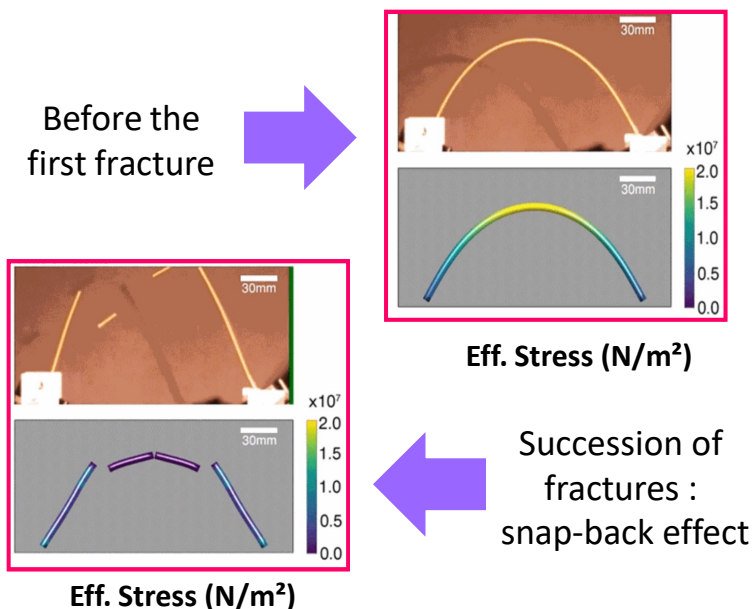 30mm
Before the
first fracture
x10⁷
30mm
2.0
1.5
1.0
0.5
0.0
Eff. Stress (N/m²)
30mm
x10⁷
30mm
2.0
1.5
1.0
0.5
0.0
Succession of
fractures :
snap-back effect
Eff. Stress (N/m²)